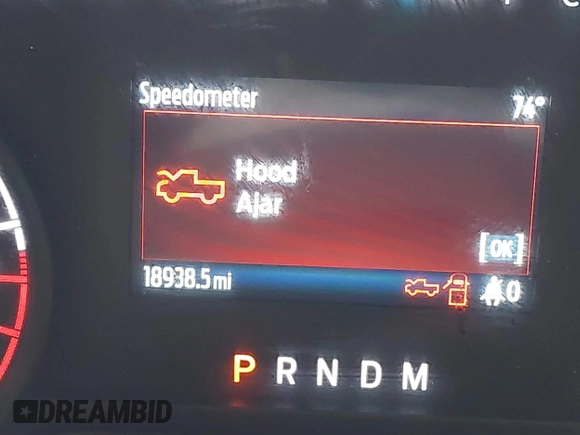 Speedometer 74°
Hood
Ajar
[OK]
18938.5 mi 0
P R N D M
DREAMBID